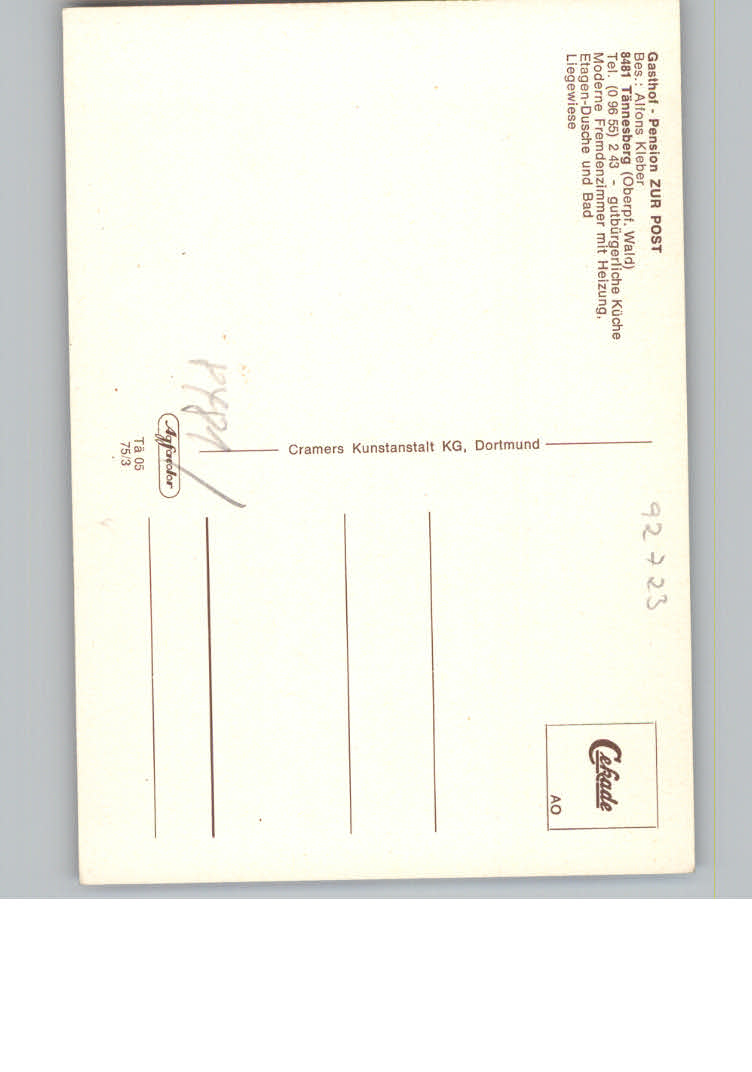 Gasthof - Pension ZUR POST
Bes.: Alfons Kleber
8481 Tännesberg (Oberpf. Wald)
Tel. (0 96 55) 2 43 - gutbürgerliche Küche
Moderne Fremdenzimmer mit Heizung,
Etagen-Dusche und Bad
Liegewiese
Cramers Kunstanstalt KG, Dortmund
Agfacolor
Tä 05
75/3
92723
Cekade
AO